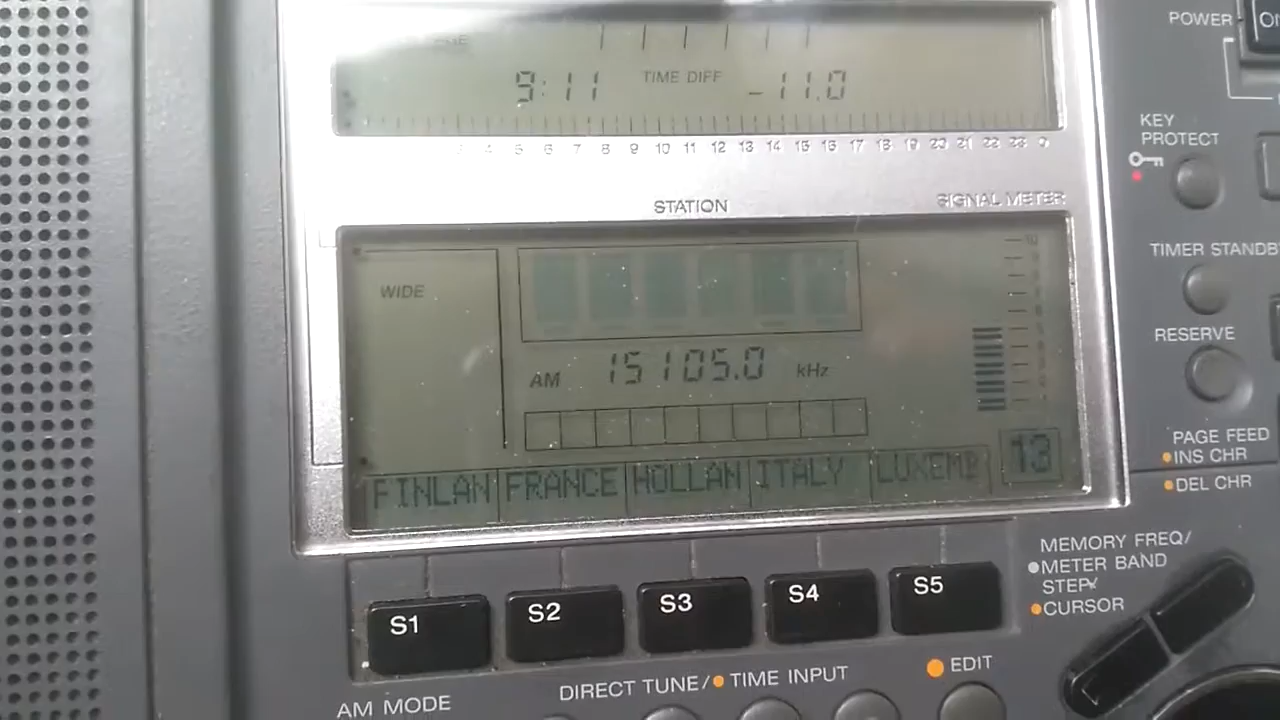 POWER
9:11 TIME DIFF -11.0
3 4 5 6 7 8 9 10 11 12 13 14 15 16 17 18 19 20 21 22 23 0
KEY
PROTECT
STATION
SIGNAL METER
TIMER STANDB
WIDE
RESERVE
AM 15105.0 kHz
PAGE FEED
INS CHR
DEL CHR
FINLAN FRANCE HOLLAN ITALY LUXEMB 13
MEMORY FREQ/
METER BAND
STEP
CURSOR
S1 S2 S3 S4 S5
EDIT
DIRECT TUNE/ TIME INPUT
AM MODE